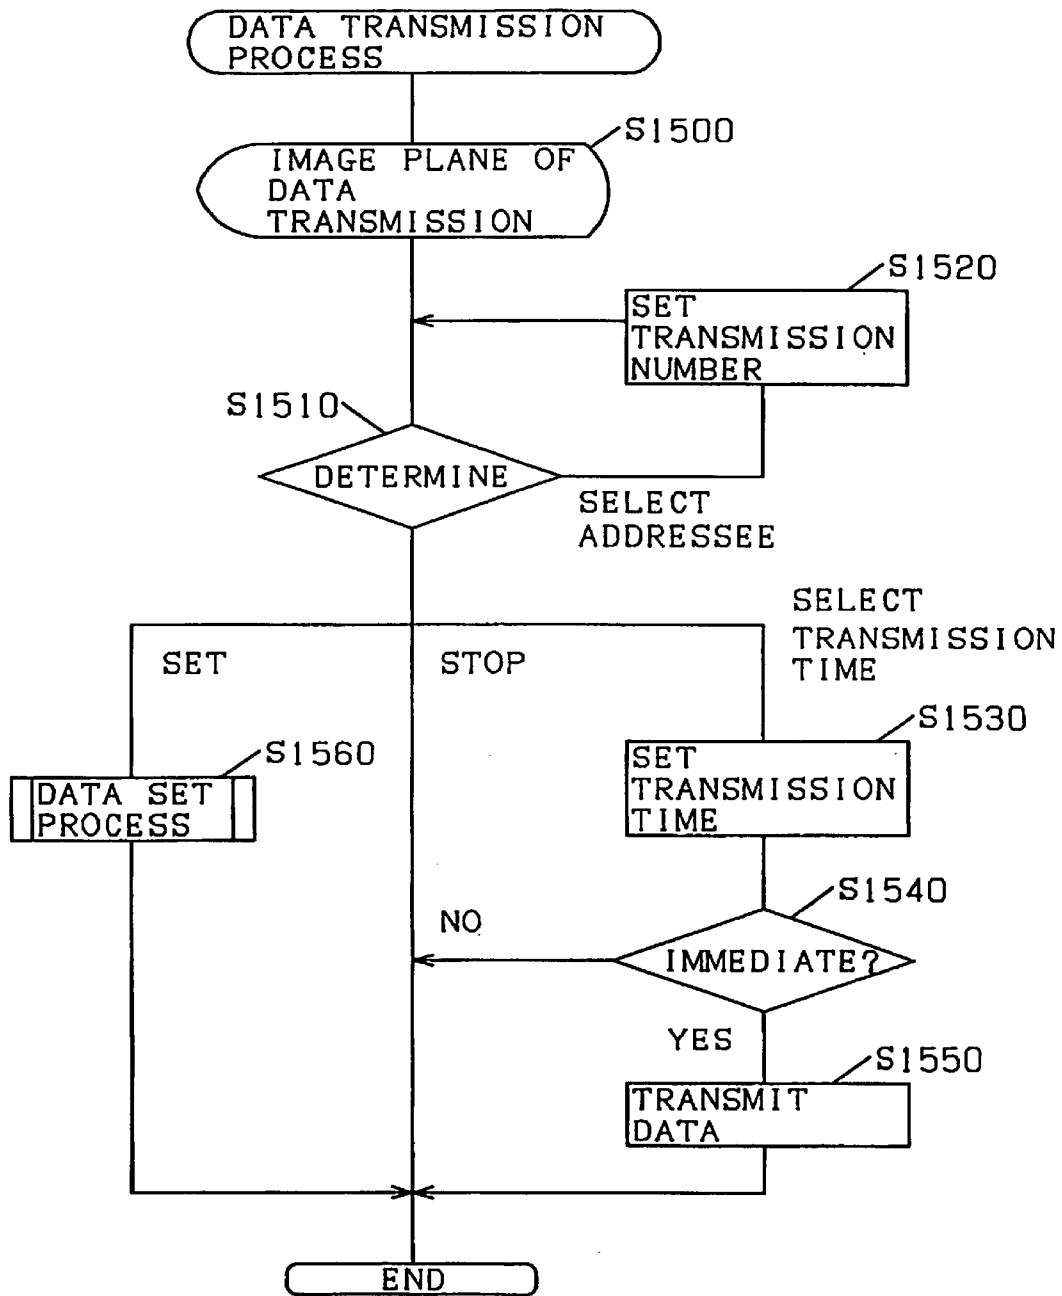 DATA TRANSMISSION
PROCESS
S1500
IMAGE PLANE OF
DATA
TRANSMISSION
S1520
SET
TRANSMISSION
NUMBER
S1510
DETERMINE
SELECT
ADDRESSEE
SELECT
TRANSMISSION
TIME
SET
STOP
S1530
S1560
SET
TRANSMISSION
TIME
DATA SET
PROCESS
S1540
NO
IMMEDIATE?
YES
S1550
TRANSMIT
DATA
END